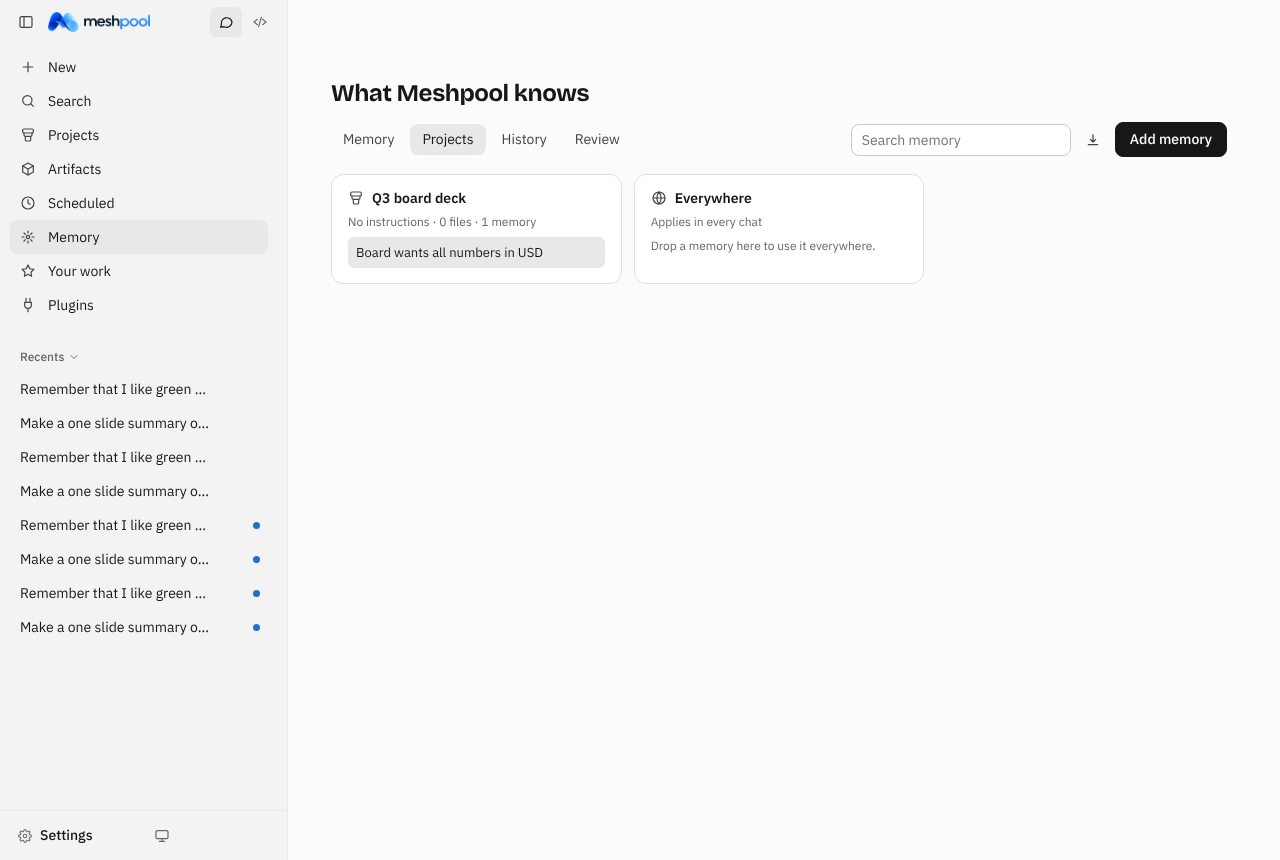 meshpool
New
Search
Projects
Artifacts
Scheduled
Memory
Your work
Plugins
Recents
Remember that I like green ...
Make a one slide summary o...
Remember that I like green ...
Make a one slide summary o...
Remember that I like green ...
Make a one slide summary o...
Remember that I like green ...
Make a one slide summary o...
Settings
What Meshpool knows
Memory Projects History Review Search memory Add memory
Q3 board deck
No instructions · 0 files · 1 memory
Board wants all numbers in USD
Everywhere
Applies in every chat
Drop a memory here to use it everywhere.